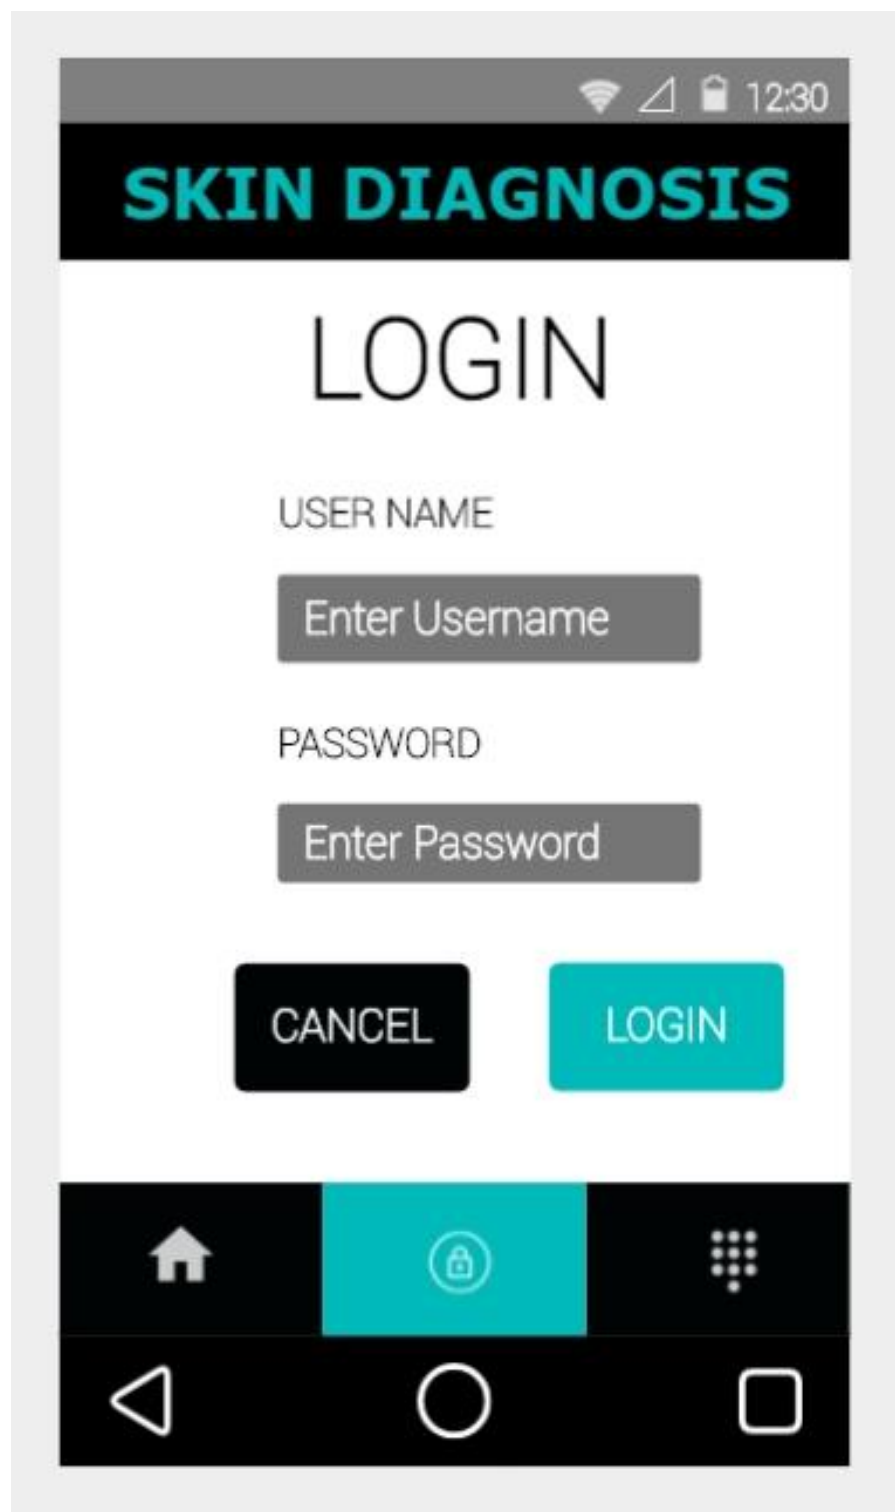 12:30
SKIN DIAGNOSIS
LOGIN
USER NAME
Enter Username
PASSWORD
Enter Password
CANCEL LOGIN